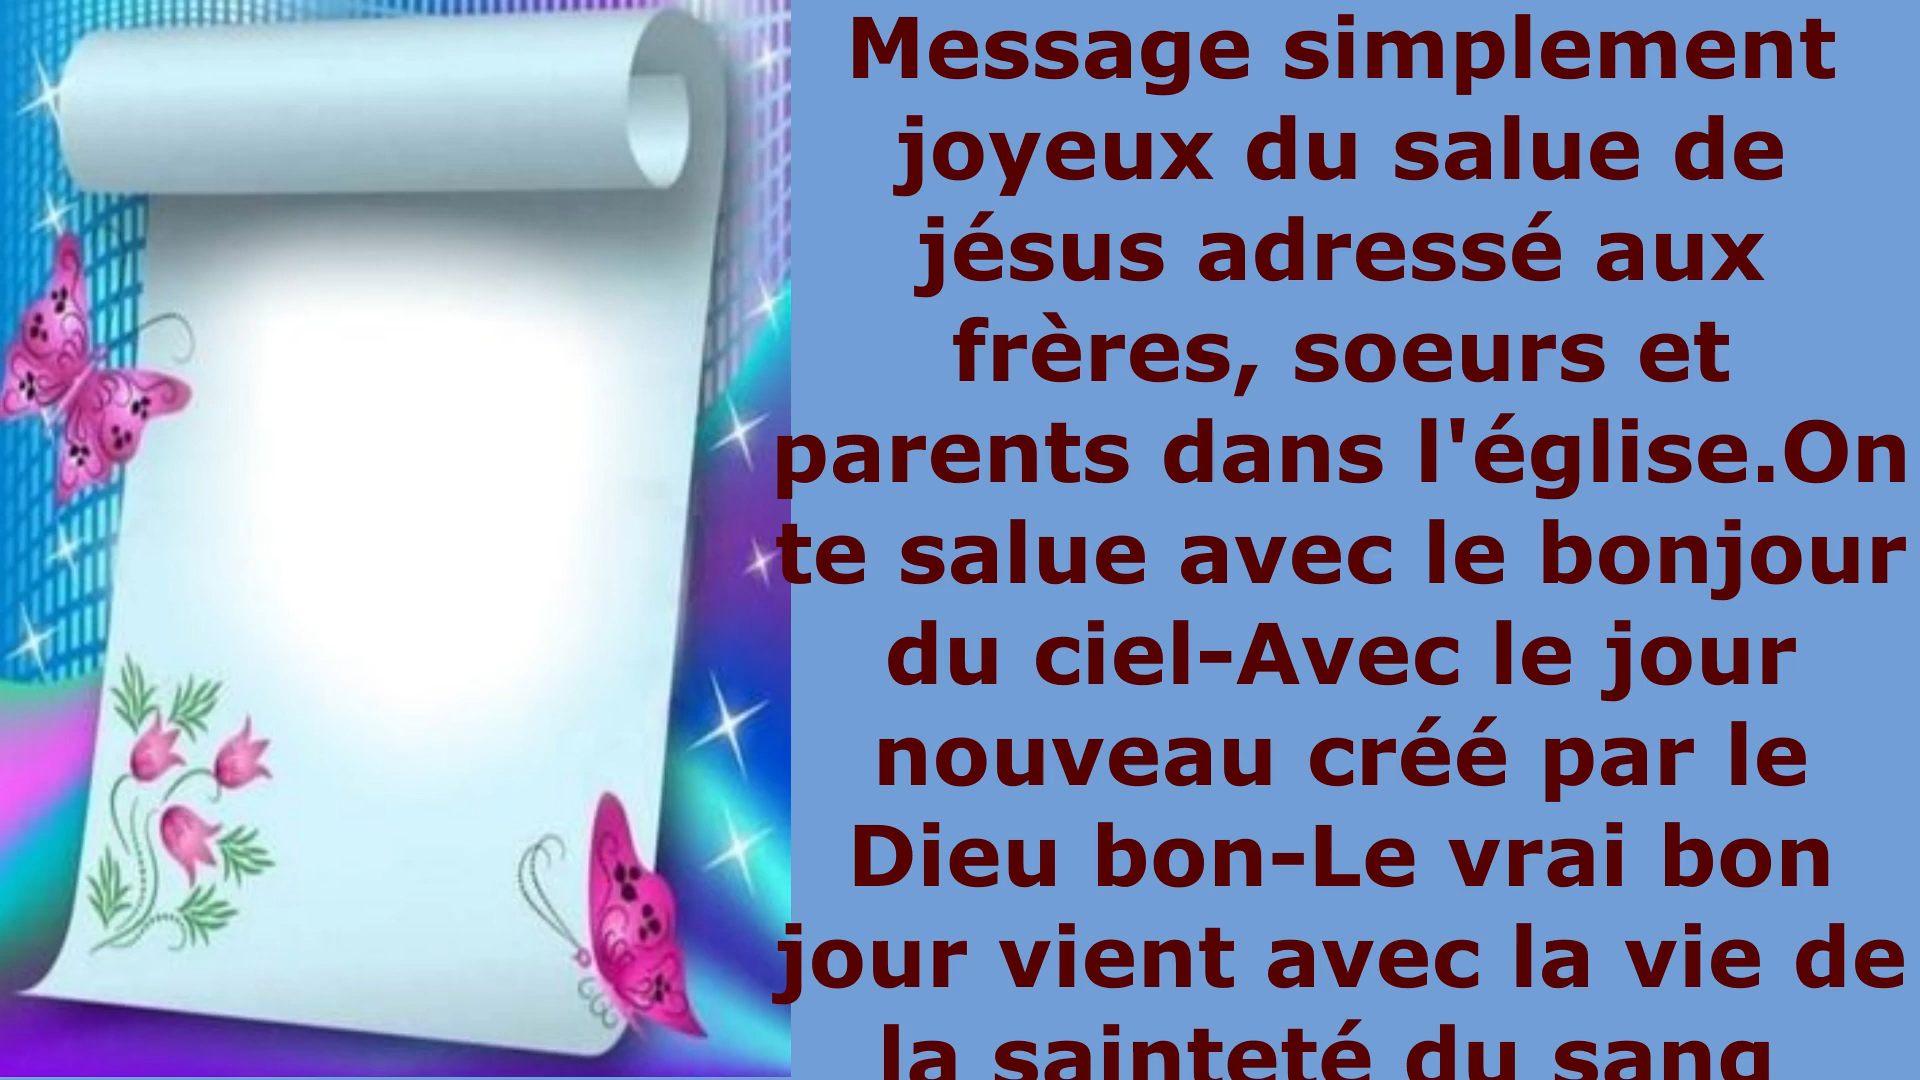 Message simplement
joyeux du salue de
jésus adressé aux
frères, soeurs et
parents dans l'église.On
te salue avec le bonjour
du ciel-Avec le jour
nouveau créé par le
Dieu bon-Le vrai bon
jour vient avec la vie de
la sainteté du sang